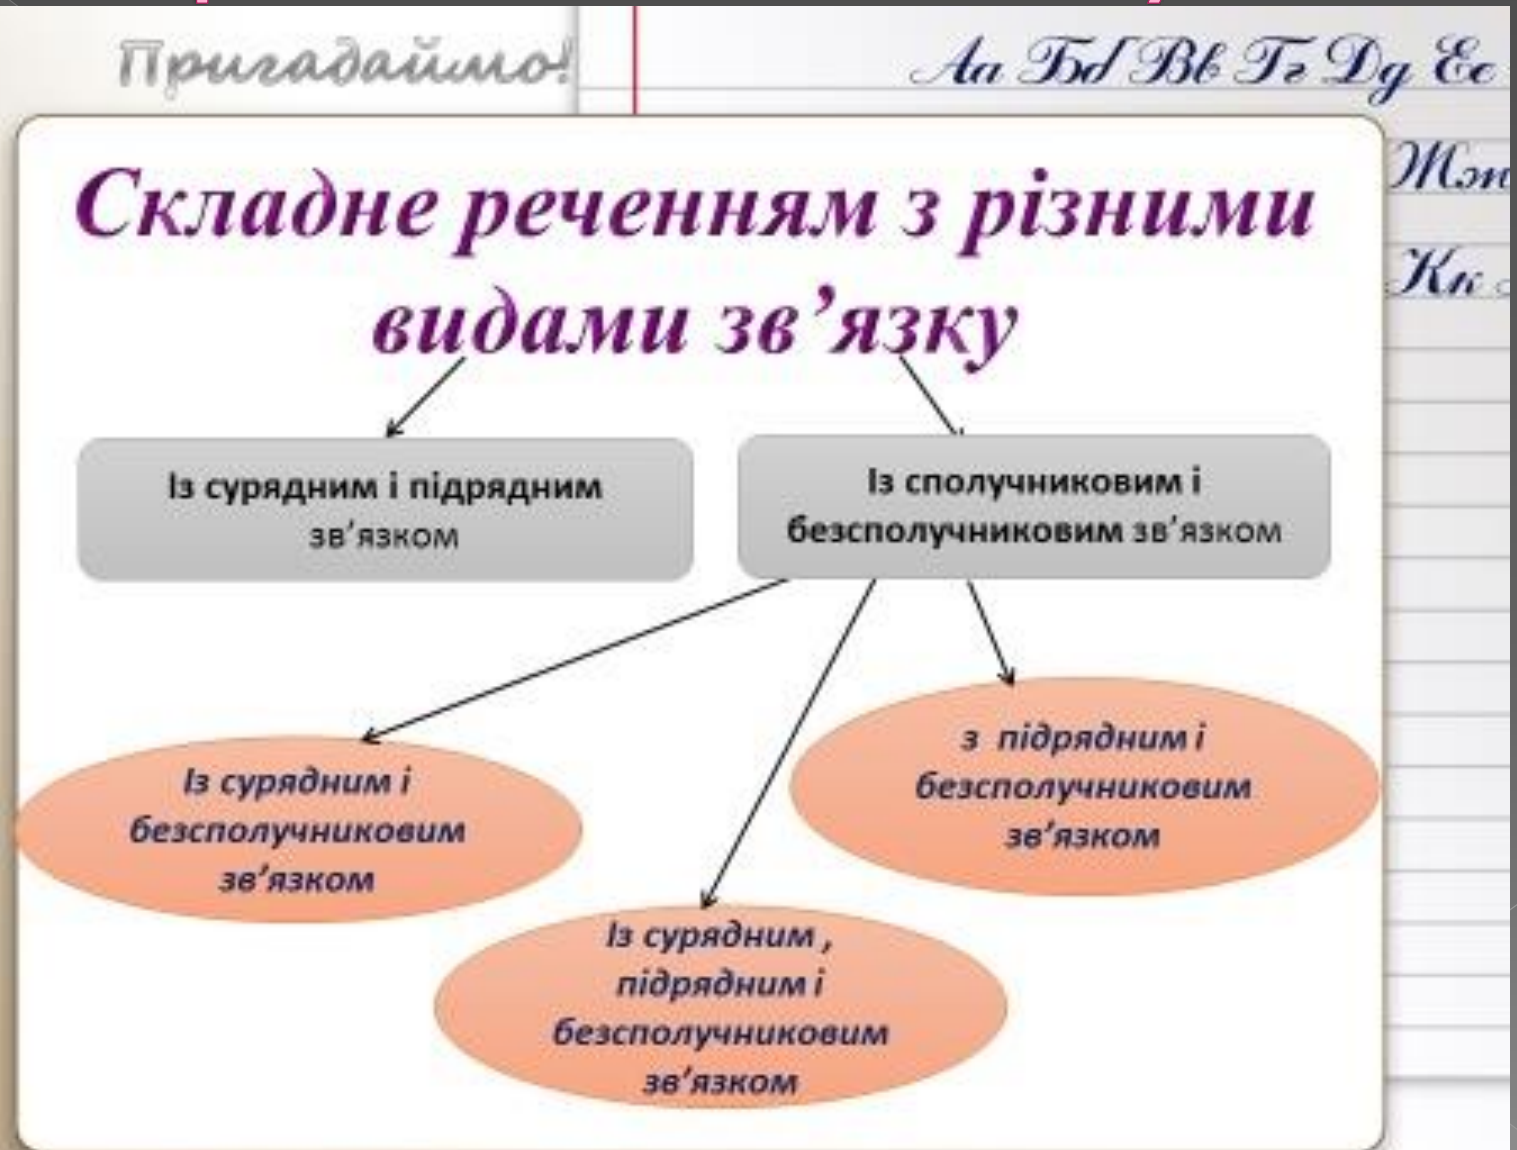 Пригадаймо!
Аа Бб Вв Гг Дд Ее
Жж
Кк
Складне реченням з різними
видами зв’язку
Із сурядним і підрядним
зв’язком
Із сполучниковим і
безсполучниковим зв’язком
Із сурядним і
безсполучниковим
зв’язком
з підрядним і
безсполучниковим
зв’язком
Із сурядним ,
підрядним і
безсполучниковим
зв’язком